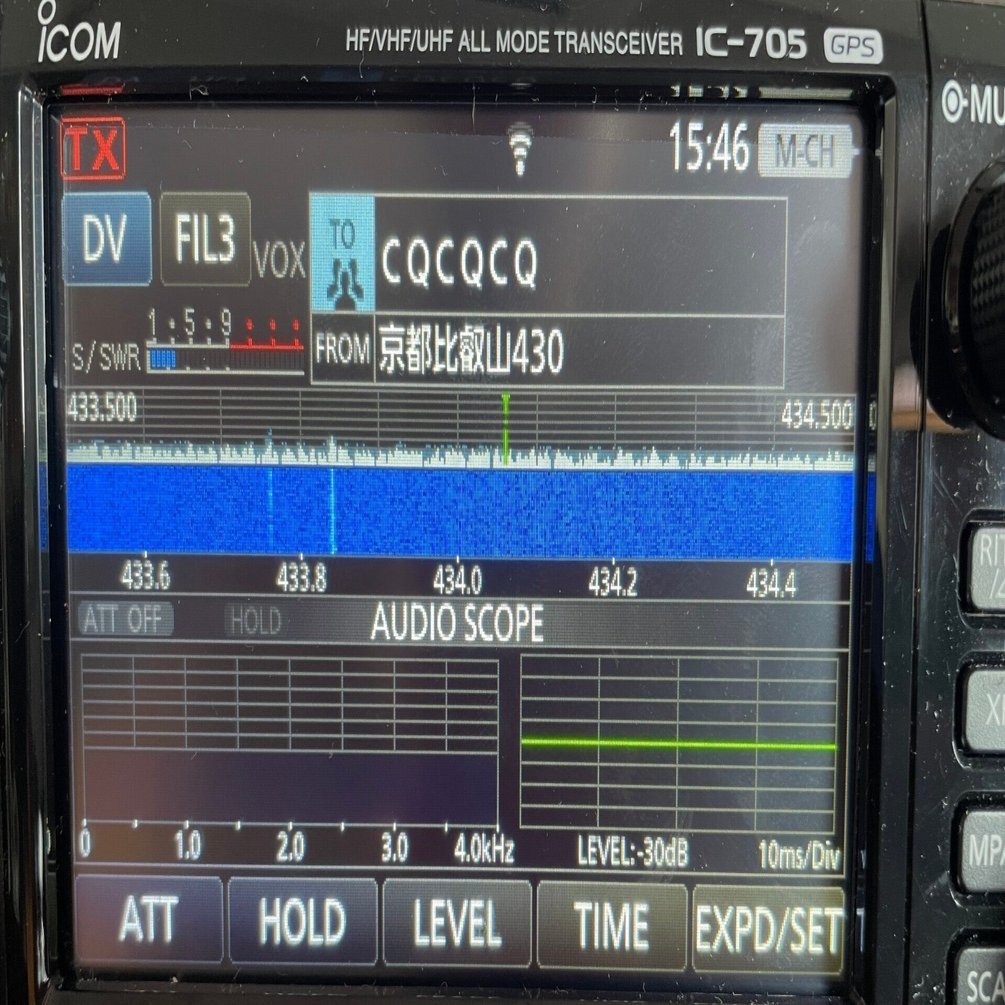 ICOM HF/VHF/UHF ALL MODE TRANSCEIVER IC-705 GPS
TX 15:46 M-CH
DV FIL3 VOX TO CQCQCQ
1 5 9
S/SWR FROM 京都比叡山430
433.500 434.500
433.6 433.8 434.0 434.2 434.4
ATT OFF HOLD AUDIO SCOPE
0 1.0 2.0 3.0 4.0kHz LEVEL:-30dB 10ms/Div
ATT HOLD LEVEL TIME EXPD/SET